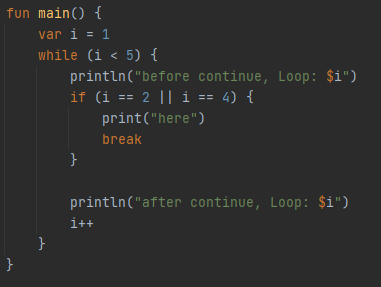 fun main() {
    var i = 1
    while (i < 5) {
        println("before continue, Loop: $i")
        if (i == 2 || i == 4) {
            print("here")
            break
        }

        println("after continue, Loop: $i")
        i++
    }
}